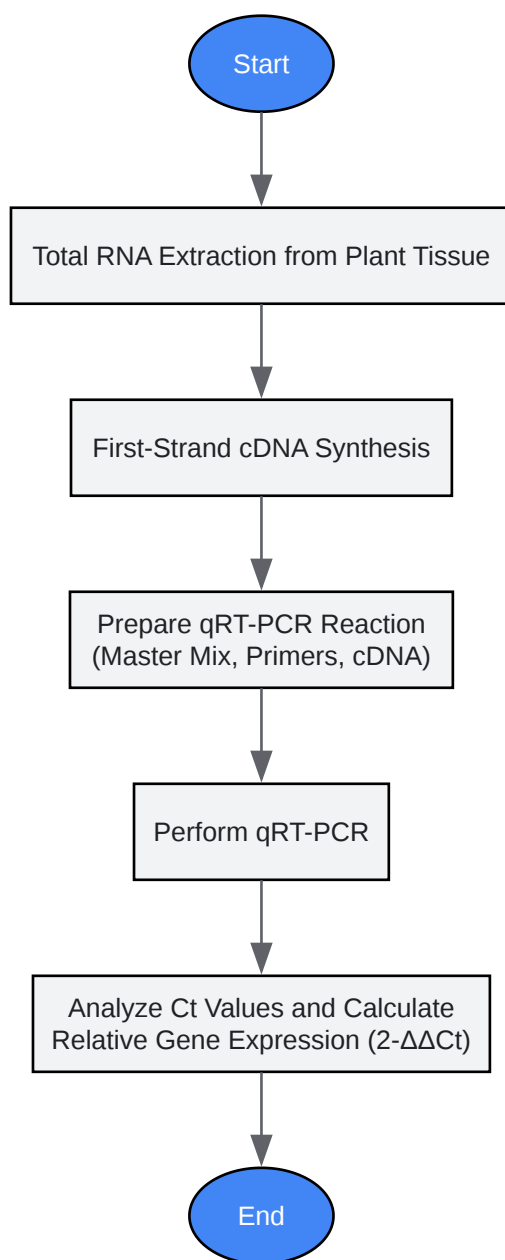 Start
Total RNA Extraction from Plant Tissue
First-Strand cDNA Synthesis
Prepare qRT-PCR Reaction
(Master Mix, Primers, cDNA)
Perform qRT-PCR
Analyze Ct Values and Calculate
Relative Gene Expression (2-ΔΔCt)
End